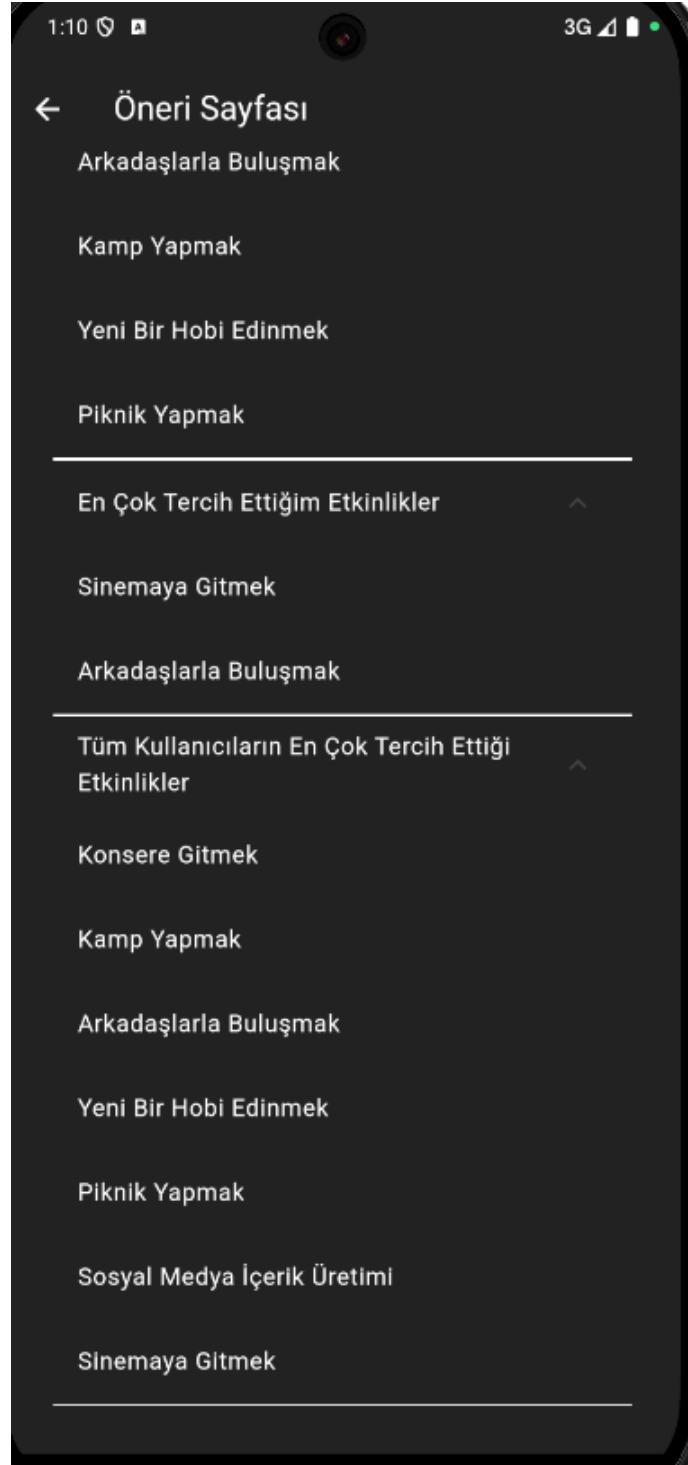 1:10 A 3G
Öneri Sayfası
Arkadaşlarla Buluşmak
Kamp Yapmak
Yeni Bir Hobi Edinmek
Piknik Yapmak
En Çok Tercih Ettiğim Etkinlikler
Sinemaya Gitmek
Arkadaşlarla Buluşmak
Tüm Kullanıcıların En Çok Tercih Ettiği
Etkinlikler
Konsere Gitmek
Kamp Yapmak
Arkadaşlarla Buluşmak
Yeni Bir Hobi Edinmek
Piknik Yapmak
Sosyal Medya İçerik Üretimi
Sinemaya Gitmek